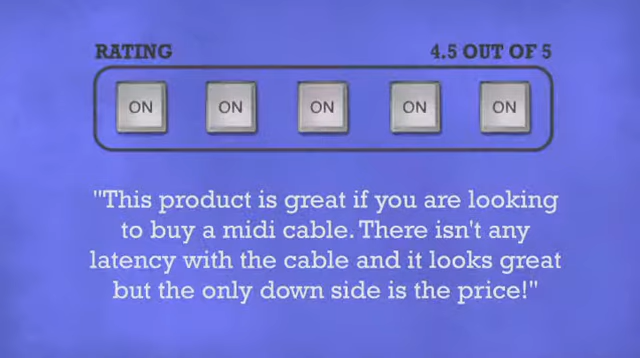 RATING 4.5 OUT OF 5
ON ON ON ON ON
"This product is great if you are looking
to buy a midi cable. There isn't any
latency with the cable and it looks great
but the only down side is the price!"